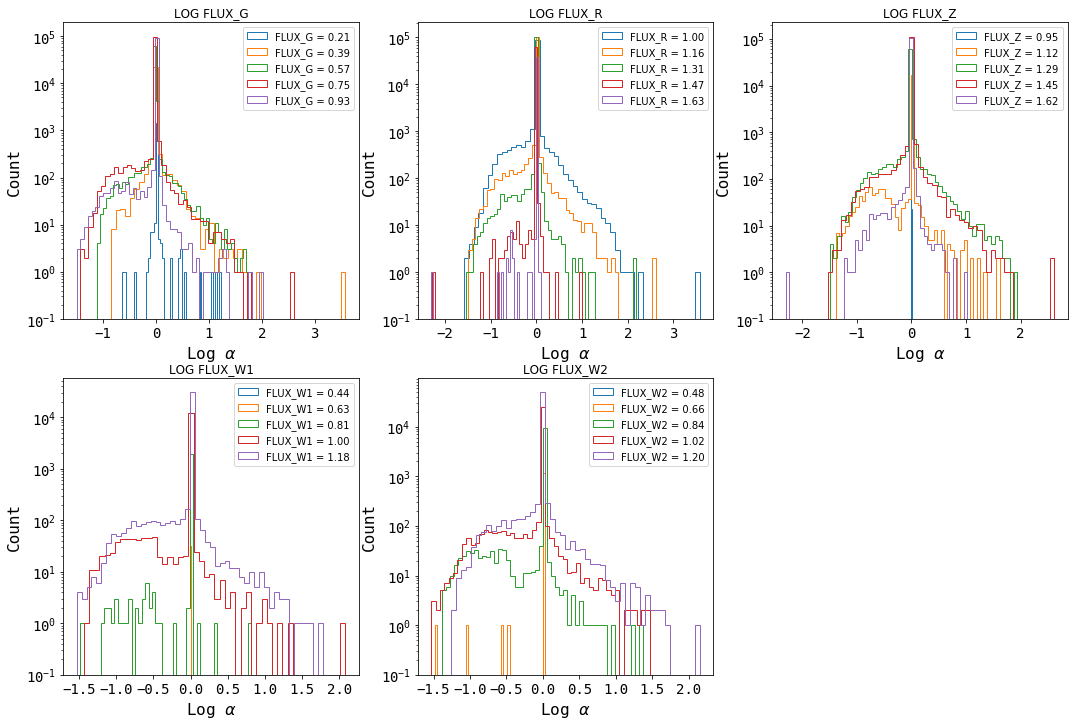 LOG FLUX_G
LOG FLUX_R
LOG FLUX_Z
FLUX_G = 0.21
FLUX_G = 0.39
FLUX_G = 0.57
FLUX_G = 0.75
FLUX_G = 0.93
FLUX_R = 1.00
FLUX_R = 1.16
FLUX_R = 1.31
FLUX_R = 1.47
FLUX_R = 1.63
FLUX_Z = 0.95
FLUX_Z = 1.12
FLUX_Z = 1.29
FLUX_Z = 1.45
FLUX_Z = 1.62
10⁵
10⁴
10³
10²
10¹
10⁰
10⁻¹
Count
10⁵
10⁴
10³
10²
10¹
10⁰
10⁻¹
Count
10⁵
10⁴
10³
10²
10¹
10⁰
10⁻¹
Count
−1 0 1 2 3
−2 −1 0 1 2 3
−2 −1 0 1 2
Log α
Log α
Log α
LOG FLUX_W1
LOG FLUX_W2
FLUX_W1 = 0.44
FLUX_W1 = 0.63
FLUX_W1 = 0.81
FLUX_W1 = 1.00
FLUX_W1 = 1.18
FLUX_W2 = 0.48
FLUX_W2 = 0.66
FLUX_W2 = 0.84
FLUX_W2 = 1.02
FLUX_W2 = 1.20
10⁴
10³
10²
10¹
10⁰
10⁻¹
Count
10⁴
10³
10²
10¹
10⁰
10⁻¹
Count
−1.5 −1.0 −0.5 0.0 0.5 1.0 1.5 2.0
−1.5 −1.0 −0.5 0.0 0.5 1.0 1.5 2.0
Log α
Log α